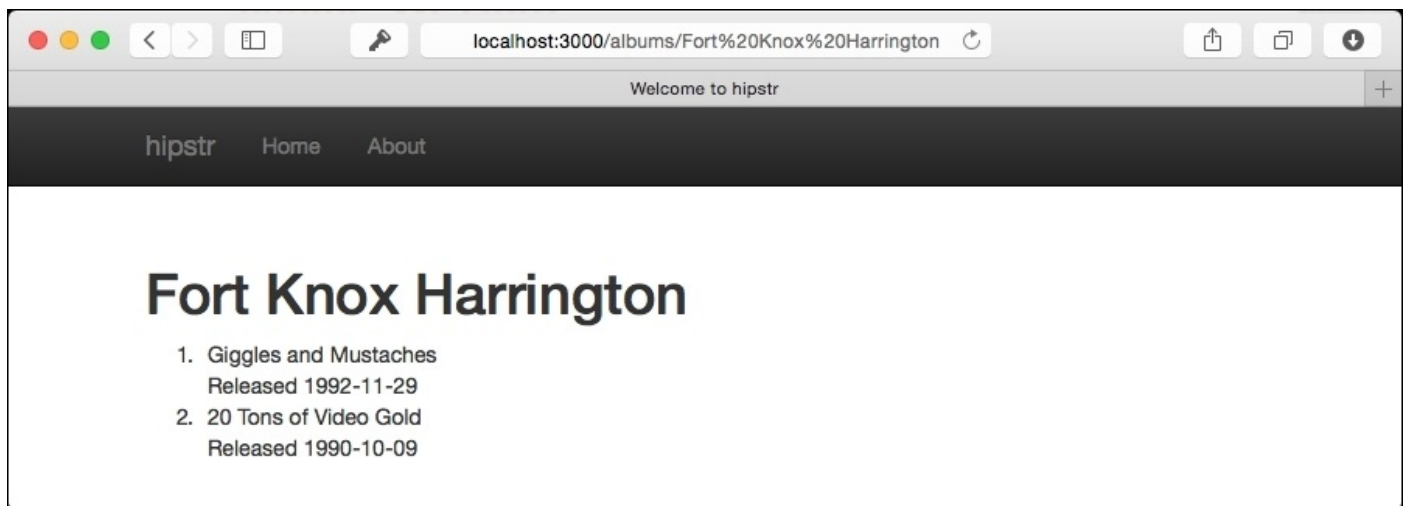 localhost:3000/albums/Fort%20Knox%20Harrington
Welcome to hipstr
hipstr Home About
Fort Knox Harrington
1. Giggles and Mustaches
Released 1992-11-29
2. 20 Tons of Video Gold
Released 1990-10-09